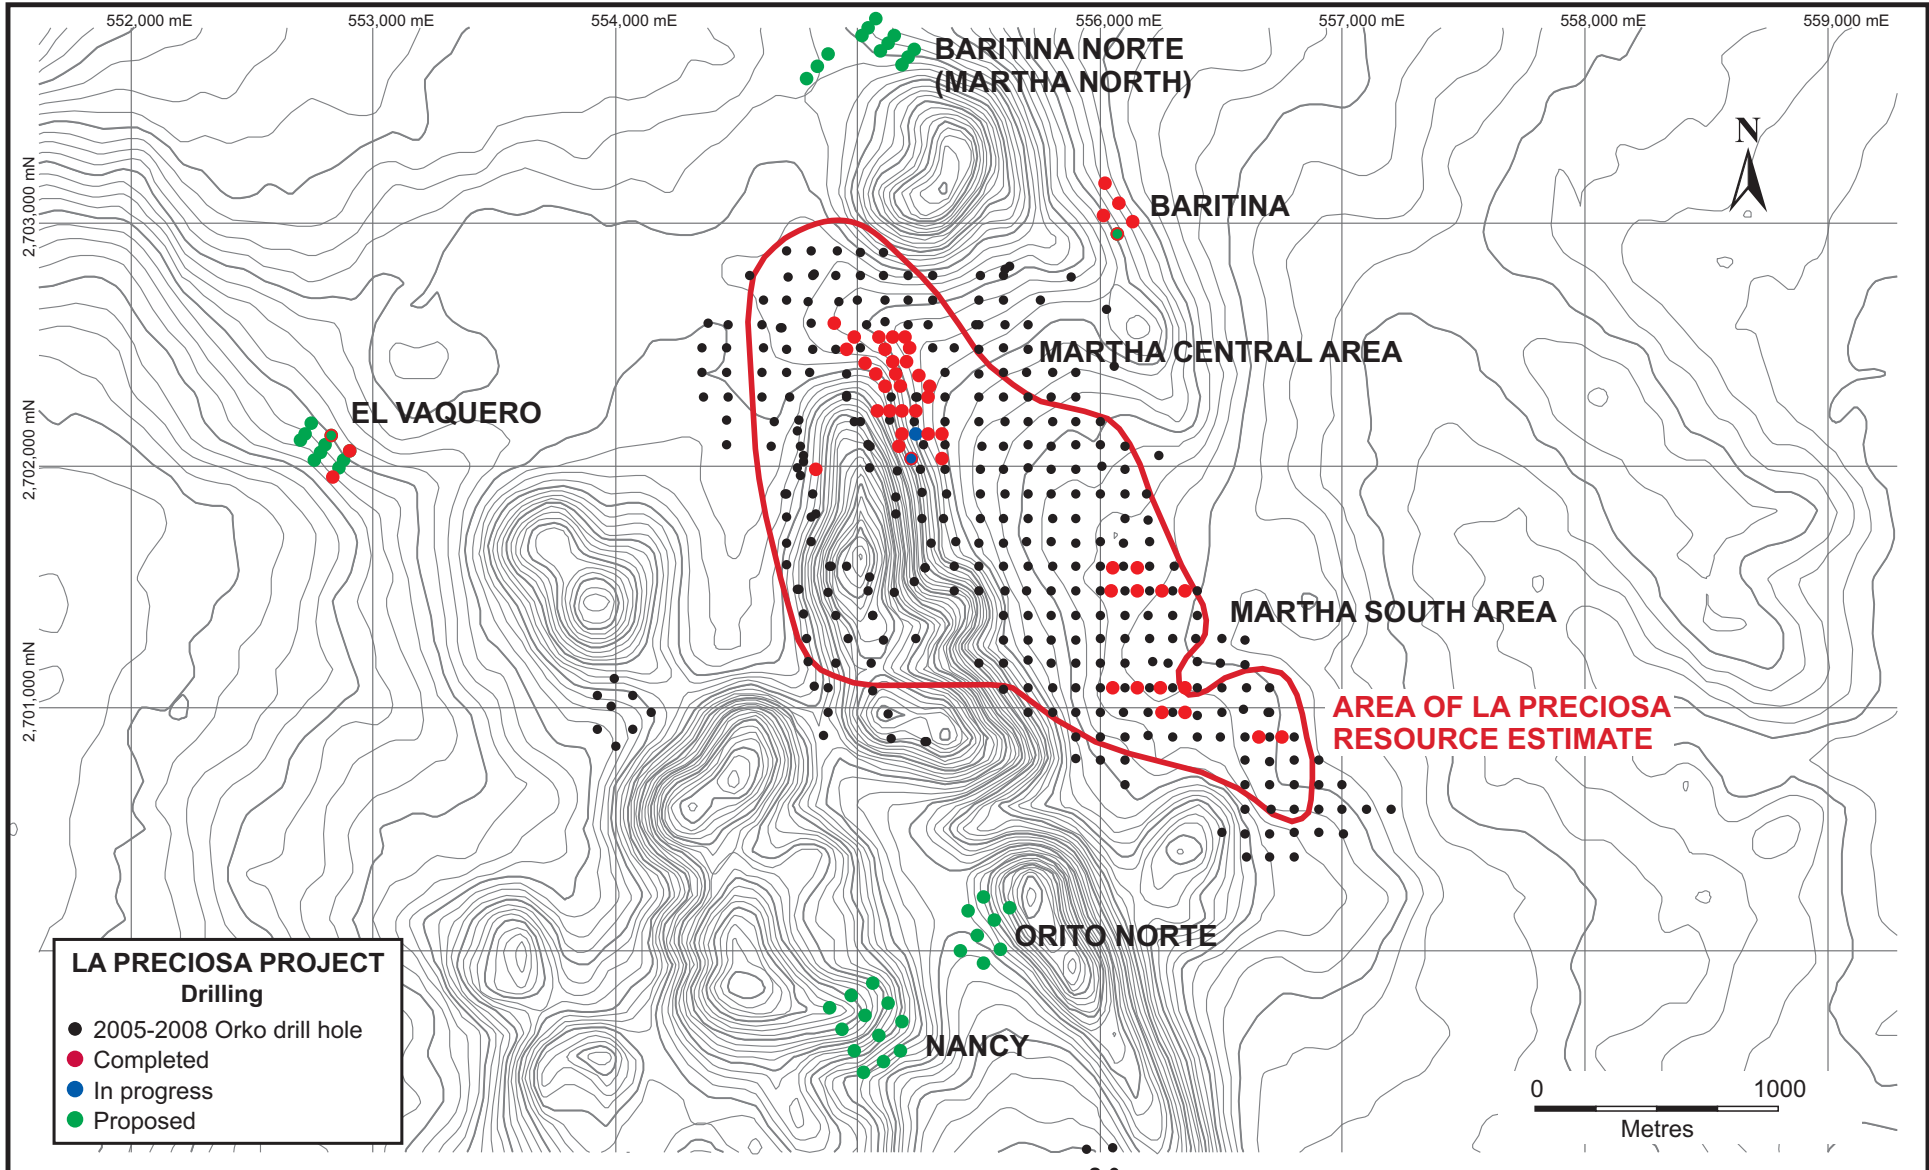 552,000 mE
553,000 mE
554,000 mE
556,000 mE
557,000 mE
558,000 mE
559,000 mE
BARITINA NORTE
(MARTHA NORTH)
N
2,703,000 mN
BARITINA
MARTHA CENTRAL AREA
EL VAQUERO
2,702,000 mN
MARTHA SOUTH AREA
2,701,000 mN
AREA OF LA PRECIOSA
RESOURCE ESTIMATE
ORITO NORTE
NANCY
LA PRECIOSA PROJECT
Drilling
2005-2008 Orko drill hole
Completed
In progress
Proposed
0 1000
Metres